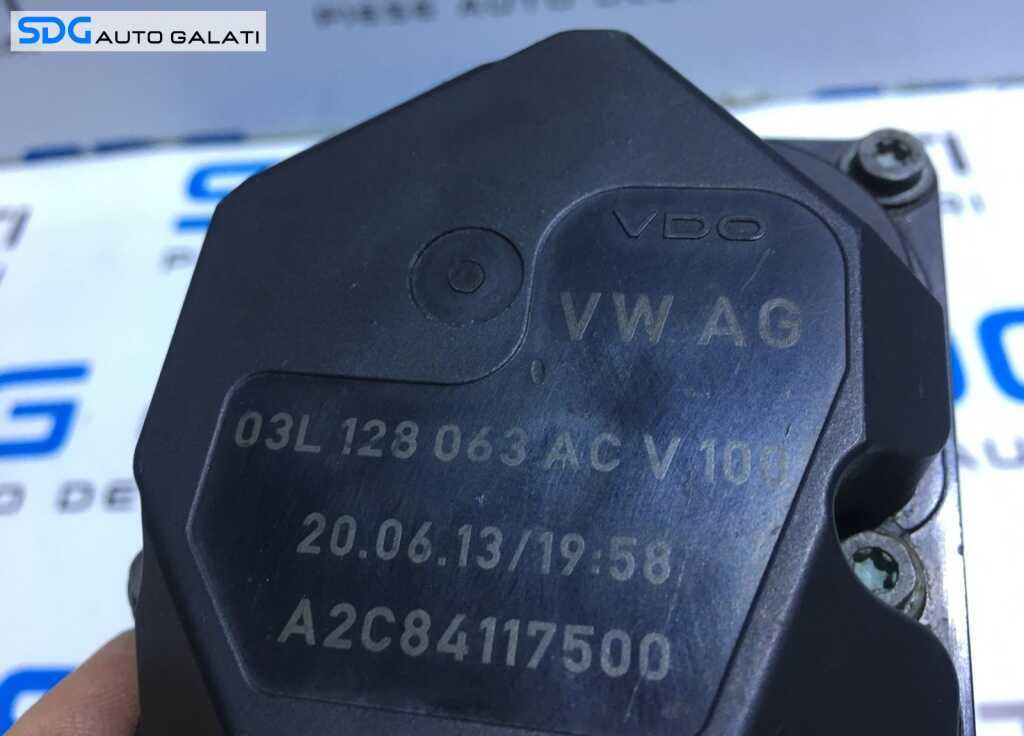 SDG AUTO GALATI
VDO
VW AG
03L 128 063 AC V 100
20.06.13/19:58
A2C84117500